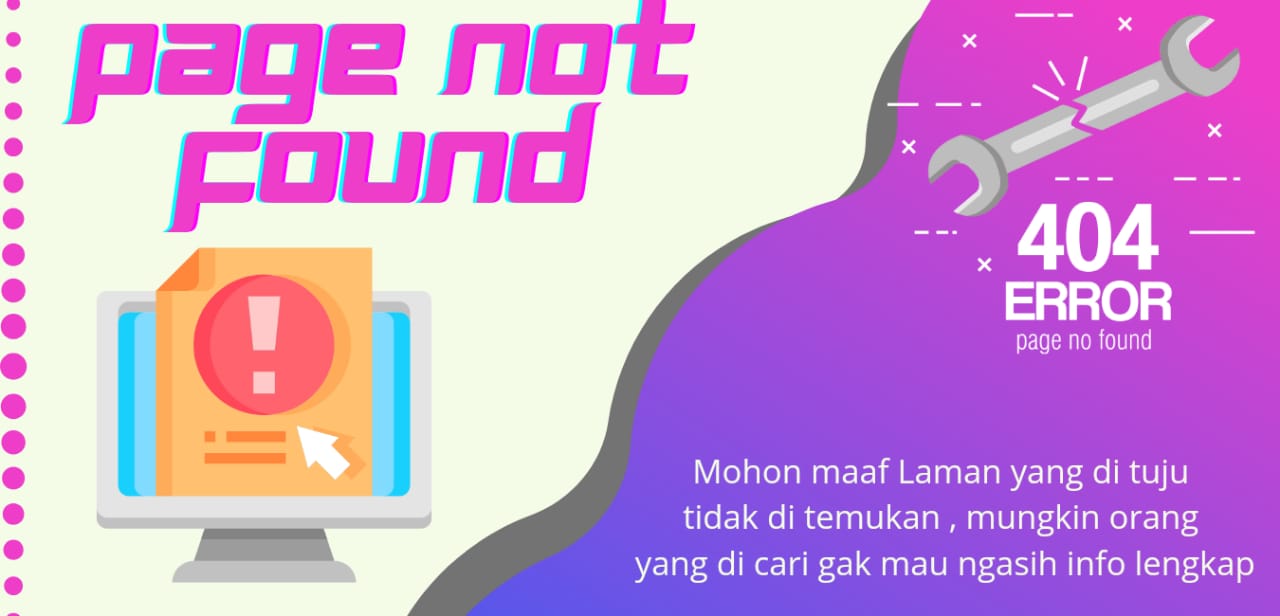 page not
found
404
ERROR
page no found
Mohon maaf Laman yang di tuju
tidak di temukan , mungkin orang
yang di cari gak mau ngasih info lengkap